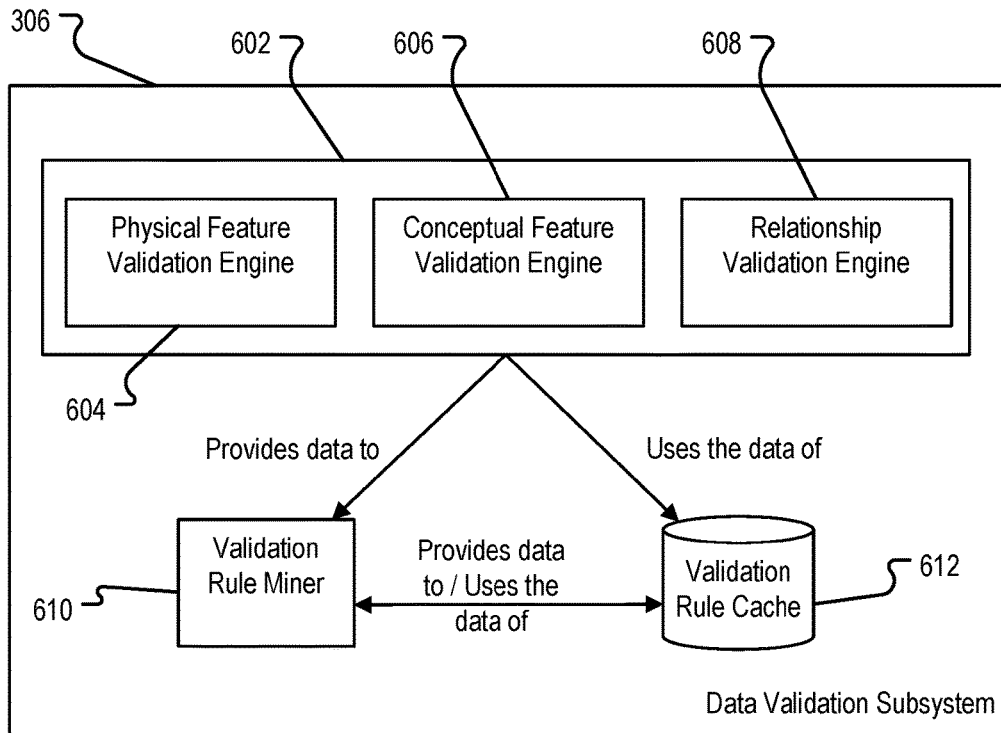 306
602
606
608
Physical Feature
Validation Engine
Conceptual Feature
Validation Engine
Relationship
Validation Engine
604
Provides data to
Uses the data of
Validation
Rule Miner
Provides data
to / Uses the
data of
Validation
Rule Cache
610
612
Data Validation Subsystem